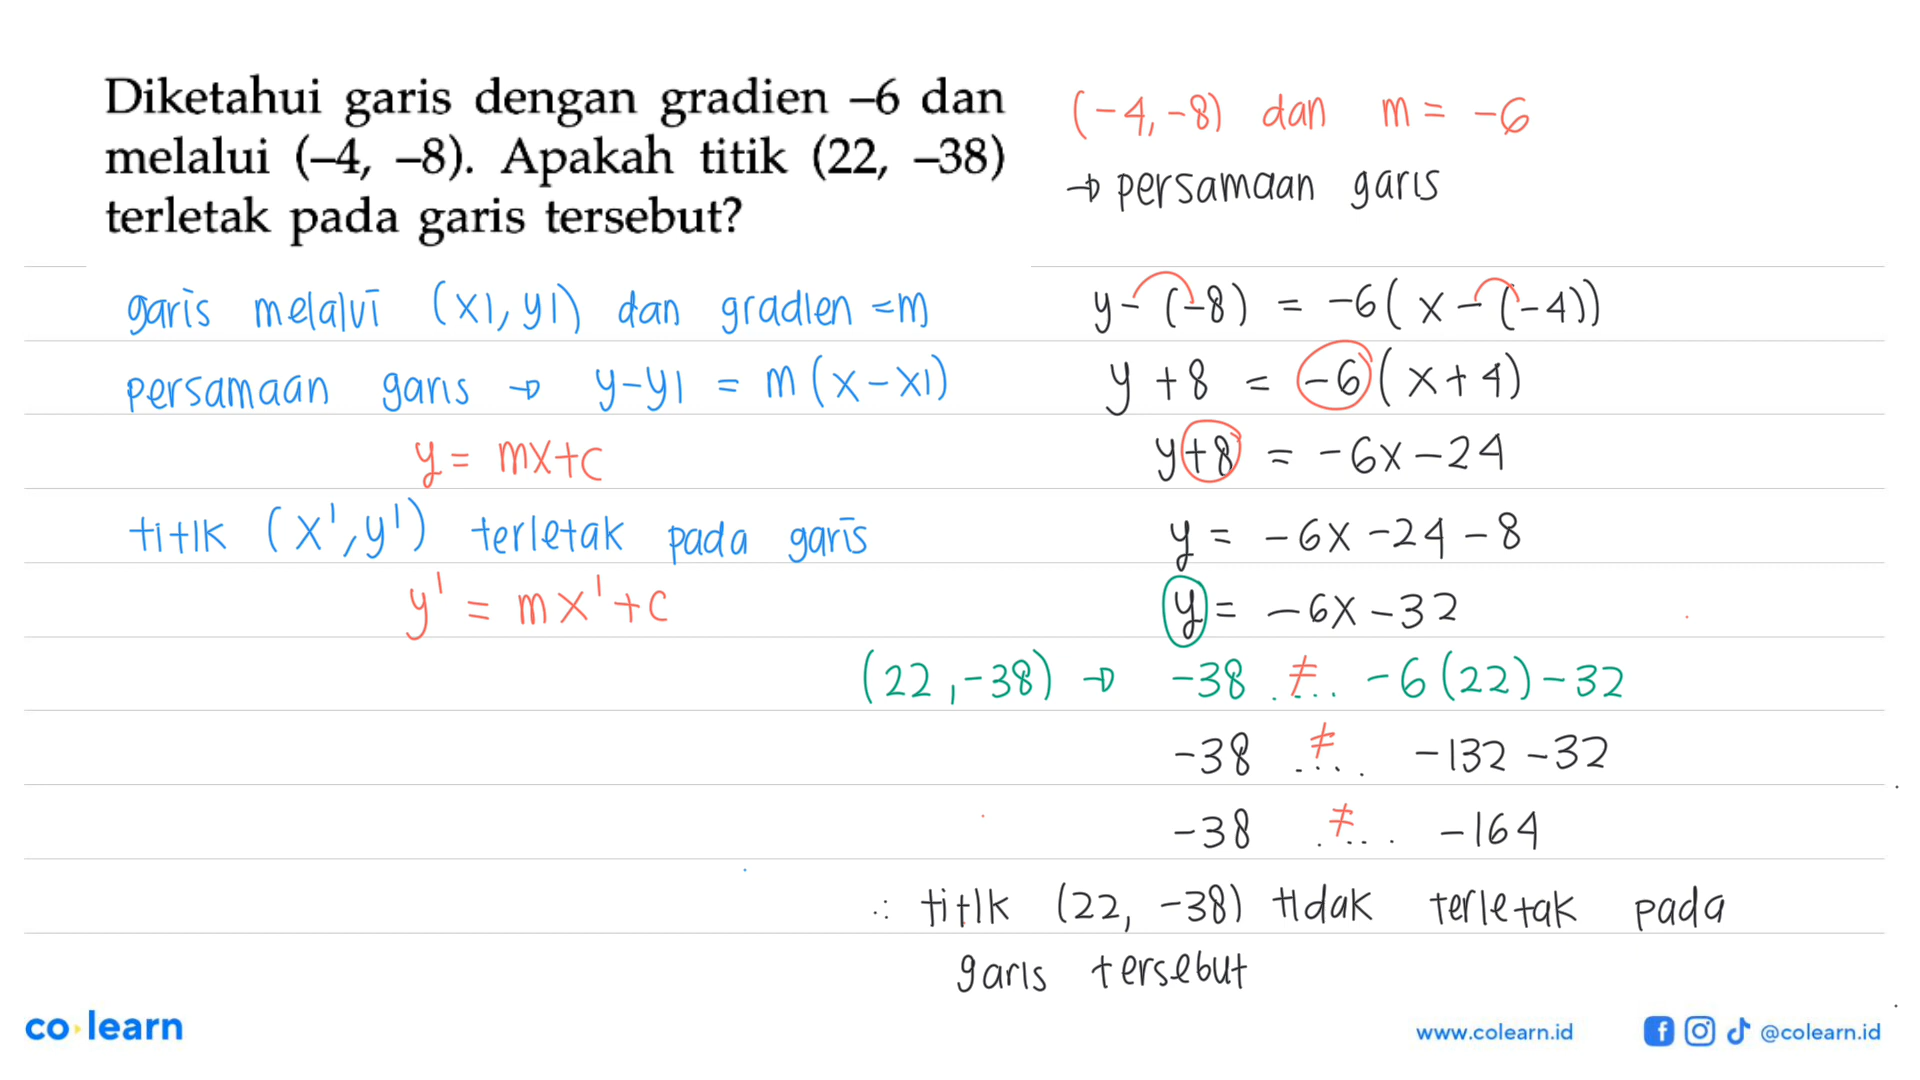 Diketahui garis dengan gradien –6 dan
melalui (–4, –8). Apakah titik (22, –38)
terletak pada garis tersebut?
garis melalui (x1, y1) dan gradien = m
persamaan garis → y-y1 = m(x-x1)
y = mx+c
titik (x', y') terletak pada garis
y' = mx'+c
(-4, -8) dan m = -6
→ persamaan garis
y-(-8) = -6(x-(-4))
y+8 = -6(x+4)
y+8 = -6x-24
y = -6x-24-8
y = -6x-32
(22, -38) → -38 ..≠.. -6(22)-32
-38 ..≠.. -132-32
-38 ..≠.. -164
∴ titik (22, -38) tidak terletak pada
garis tersebut
co learn
www.colearn.id
@colearn.id